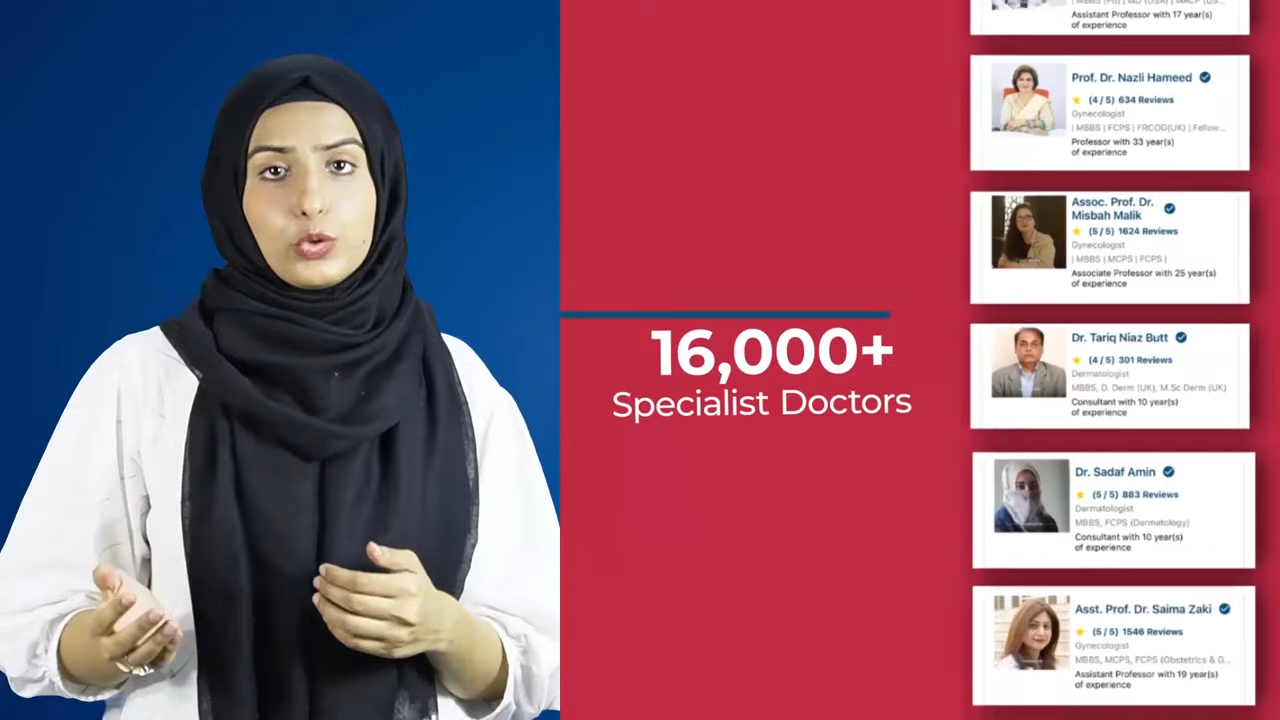 16,000+
Specialist Doctors
Assistant Professor with 17 year(s)
of experience
Prof. Dr. Nazli Hameed
(4 / 5) 634 Reviews
Gynecologist
| MBBS | FCPS | FRCOG(UK) | Fellow...
Professor with 33 year(s)
of experience
Assoc. Prof. Dr.
Misbah Malik
(5 / 5) 1624 Reviews
Gynecologist
| MBBS | MCPS | FCPS |
Associate Professor with 25 year(s)
of experience
Dr. Tariq Niaz Butt
(4 / 5) 301 Reviews
Dermatologist
MBBS, D. Derm (UK), M.Sc Derm (UK)
Consultant with 10 year(s)
of experience
Dr. Sadaf Amin
(5 / 5) 883 Reviews
Dermatologist
MBBS, FCPS (Dermatology)
Consultant with 10 year(s)
of experience
Asst. Prof. Dr. Saima Zaki
(5 / 5) 1546 Reviews
Gynecologist
MBBS, MCPS, FCPS (Obstetrics & G...
Assistant Professor with 19 year(s)
of experience